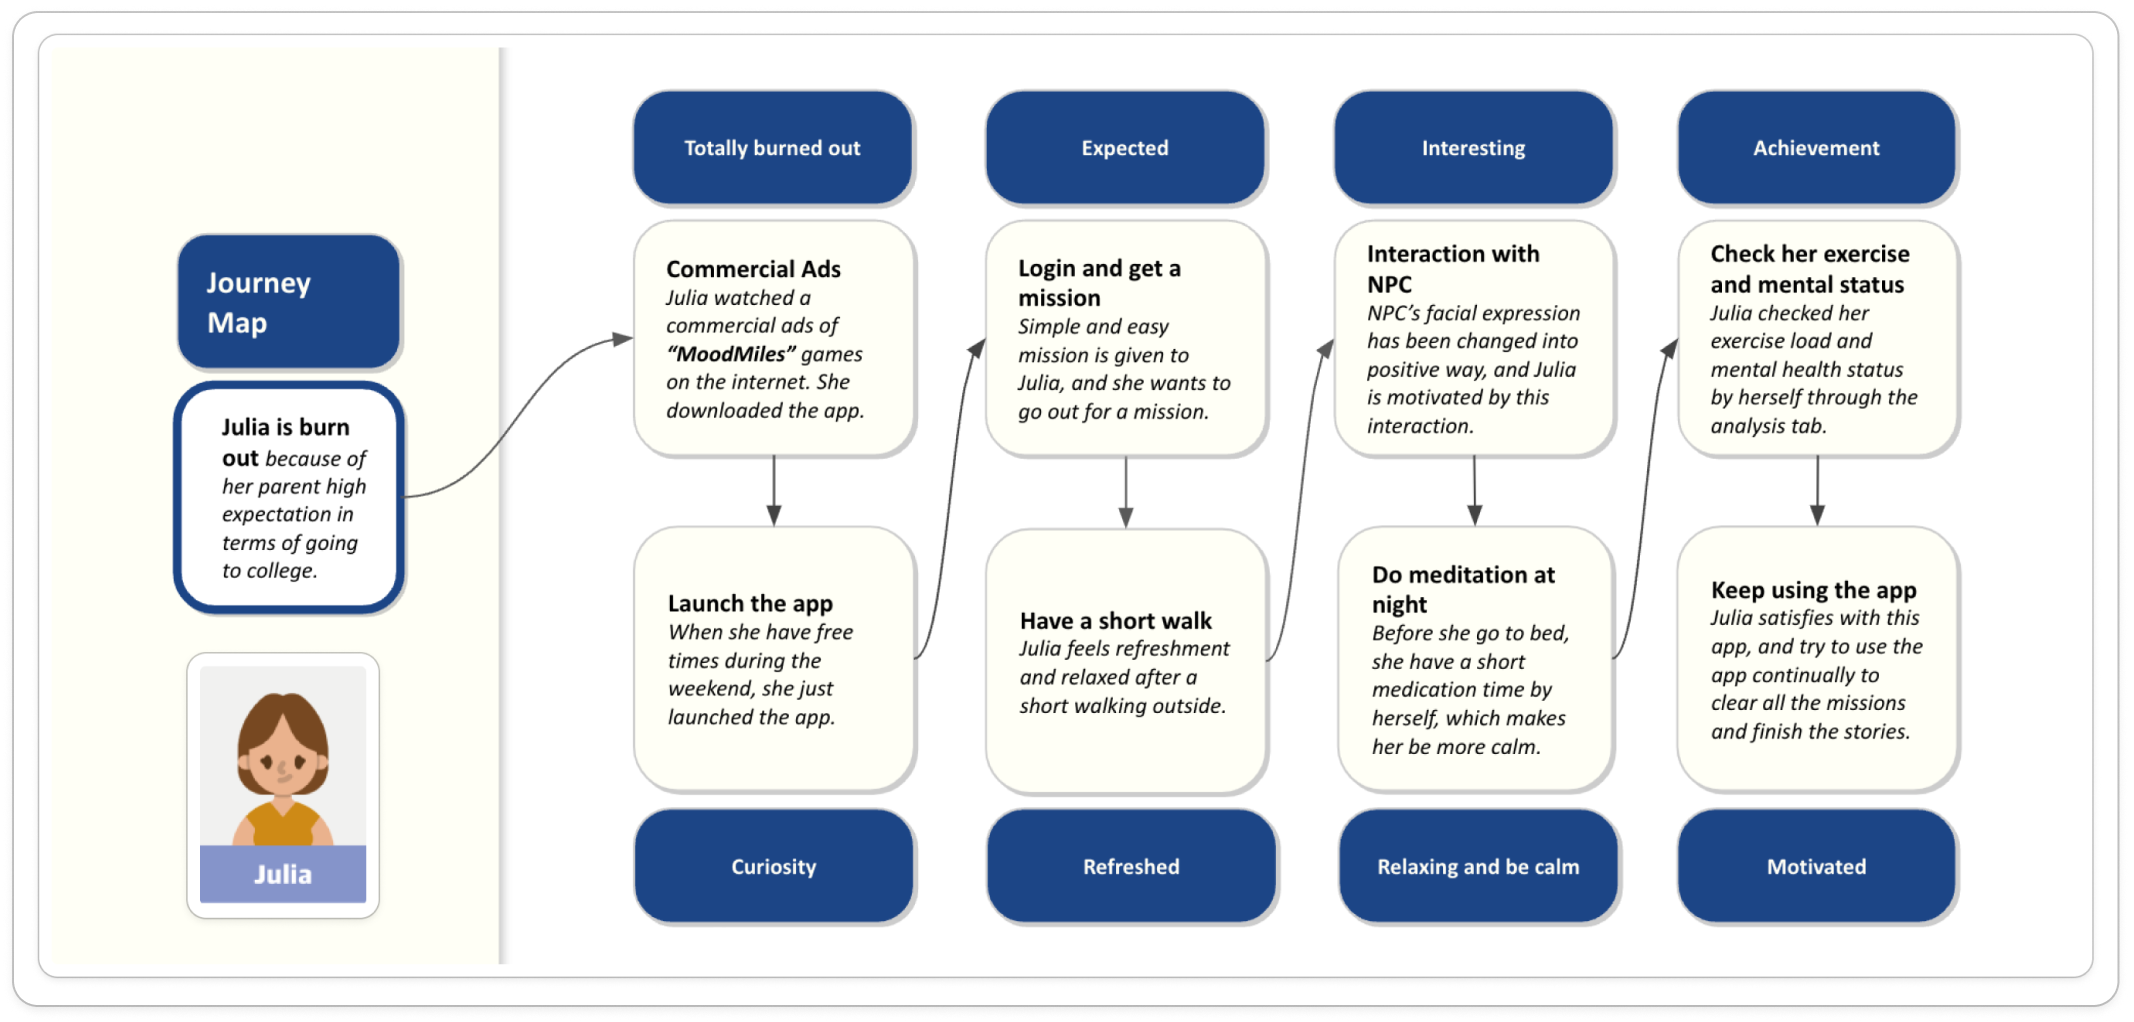 Journey
Map
Julia is burn
out because of
her parent high
expectation in
terms of going
to college.
Julia
Totally burned out
Commercial Ads
Julia watched a
commercial ads of
“MoodMiles” games
on the internet. She
downloaded the app.
Launch the app
When she have free
times during the
weekend, she just
launched the app.
Curiosity
Expected
Login and get a
mission
Simple and easy
mission is given to
Julia, and she wants to
go out for a mission.
Have a short walk
Julia feels refreshment
and relaxed after a
short walking outside.
Refreshed
Interesting
Interaction with
NPC
NPC’s facial expression
has been changed into
positive way, and Julia
is motivated by this
interaction.
Do meditation at
night
Before she go to bed,
she have a short
medication time by
herself, which makes
her be more calm.
Relaxing and be calm
Achievement
Check her exercise
and mental status
Julia checked her
exercise load and
mental health status
by herself through the
analysis tab.
Keep using the app
Julia satisfies with this
app, and try to use the
app continually to
clear all the missions
and finish the stories.
Motivated